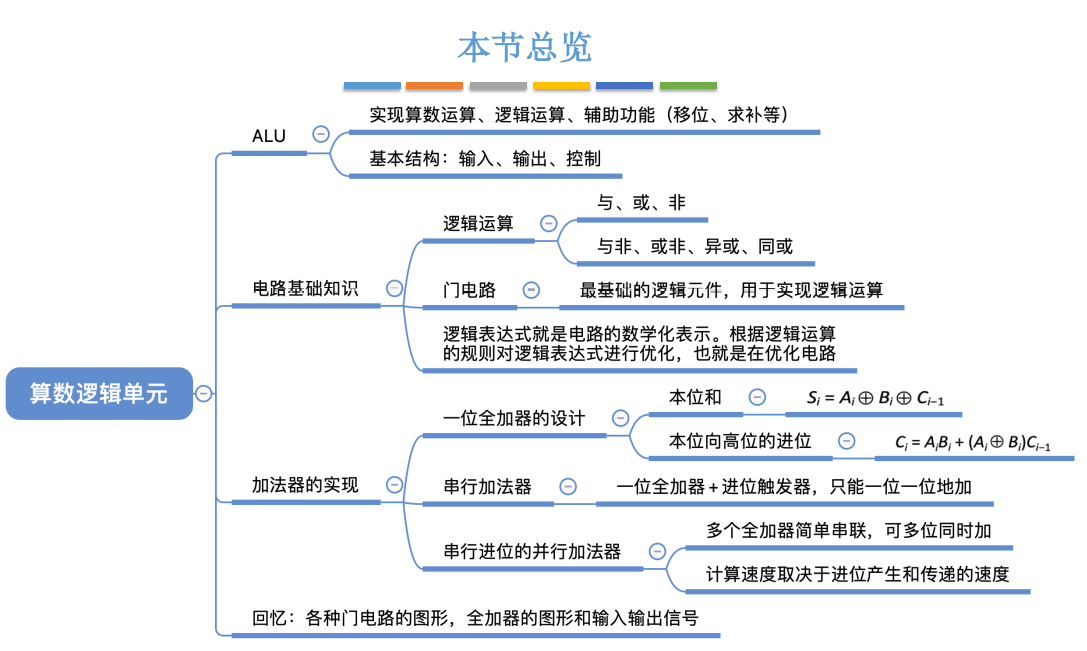 本节总览
算数逻辑单元
ALU
实现算数运算、逻辑运算、辅助功能（移位、求补等）
基本结构：输入、输出、控制
电路基础知识
逻辑运算
与、或、非
与非、或非、异或、同或
门电路
最基础的逻辑元件，用于实现逻辑运算
逻辑表达式就是电路的数学化表示。根据逻辑运算
的规则对逻辑表达式进行优化，也就是在优化电路
加法器的实现
一位全加器的设计
本位和
Sᵢ = Aᵢ⊕ Bᵢ⊕ Cᵢ₋₁
本位向高位的进位
Cᵢ = AᵢBᵢ + (Aᵢ⊕ Bᵢ)Cᵢ₋₁
串行加法器
一位全加器 + 进位触发器，只能一位一位地加
串行进位的并行加法器
多个全加器简单串联，可多位同时加
计算速度取决于进位产生和传递的速度
回忆：各种门电路的图形，全加器的图形和输入输出信号